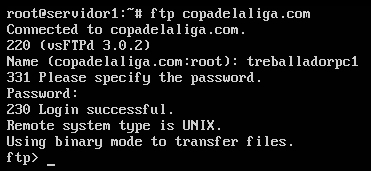 root@servidor1:~# ftp copadelaliga.com
Connected to copadelaliga.com.
220 (vsFTPd 3.0.2)
Name (copadelaliga.com:root): treballadorpc1
331 Please specify the password.
Password:
230 Login successful.
Remote system type is UNIX.
Using binary mode to transfer files.
ftp> _